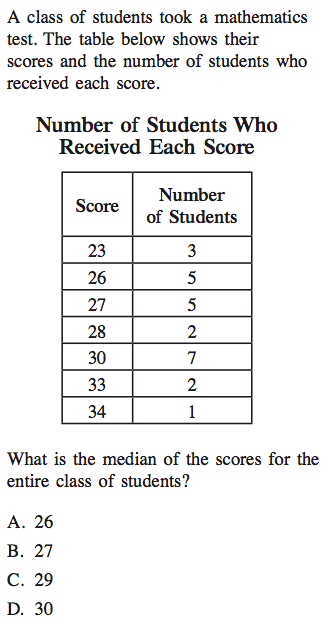 A class of students took a mathematics
test. The table below shows their
scores and the number of students who
received each score.
Number of Students Who
Received Each Score
Score
Number
of Students
23 3
26 5
27 5
28 2
30 7
33 2
34 1
What is the median of the scores for the
entire class of students?
A. 26
B. 27
C. 29
D. 30